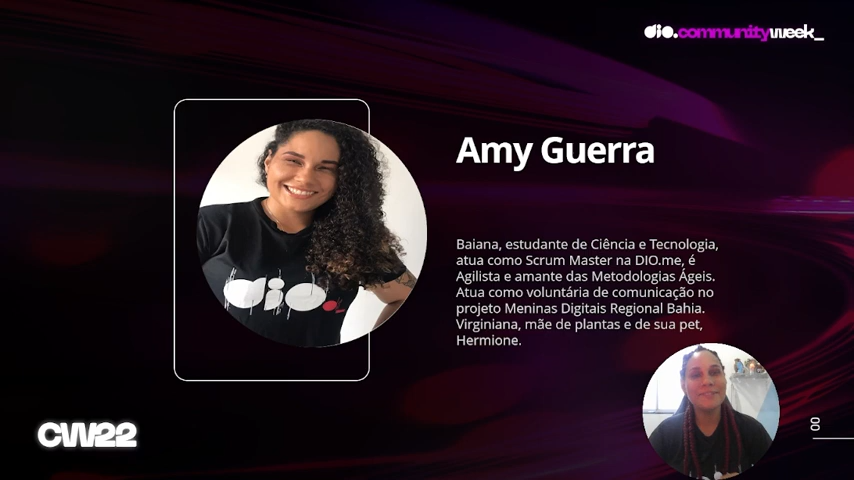 dio.communityweek_
Amy Guerra
Baiana, estudante de Ciência e Tecnologia,
atua como Scrum Master na DIO.me, é
Agilista e amante das Metodologias Ágeis.
Atua como voluntária de comunicação no
projeto Meninas Digitais Regional Bahia.
Virginiana, mãe de plantas e de sua pet,
Hermione.
dio._
CW22
00